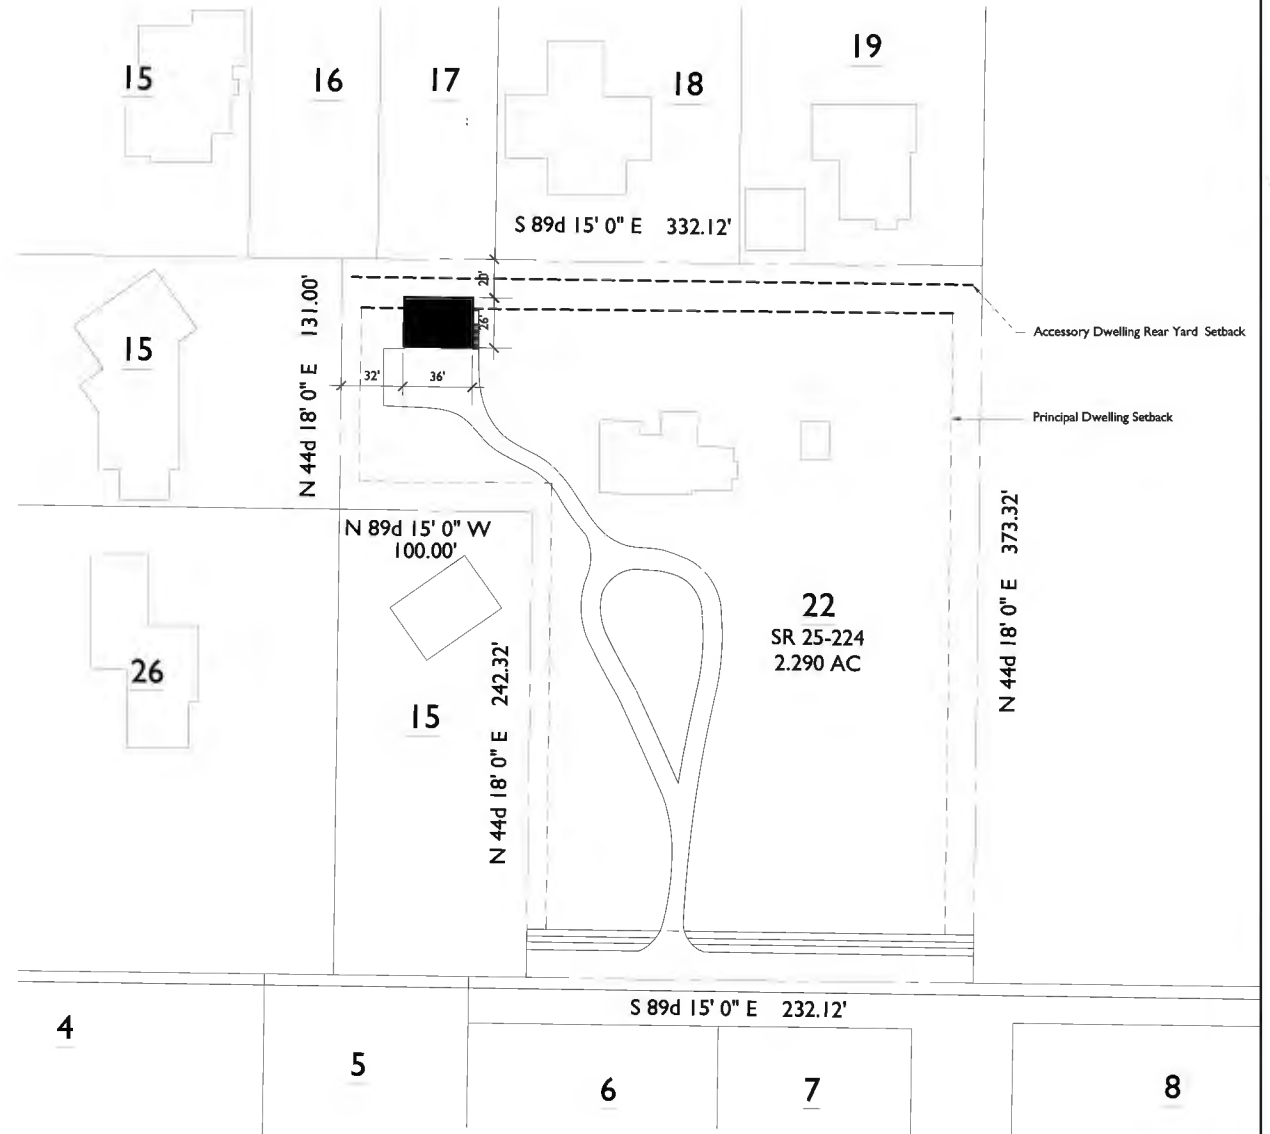 19
15
16
17
18
S 89d 15' 0" E 332.12'
N 44d 18' 0" E 131.00'
20'
26'
Accessory Dwelling Rear Yard Setback
15
32'
36'
Principal Dwelling Setback
N 89d 15' 0" W
100.00'
N 44d 18' 0" E 373.32'
22
SR 25-224
2.290 AC
26
15
N 44d 18' 0" E 242.32'
S 89d 15' 0" E 232.12'
4
5
6
7
8